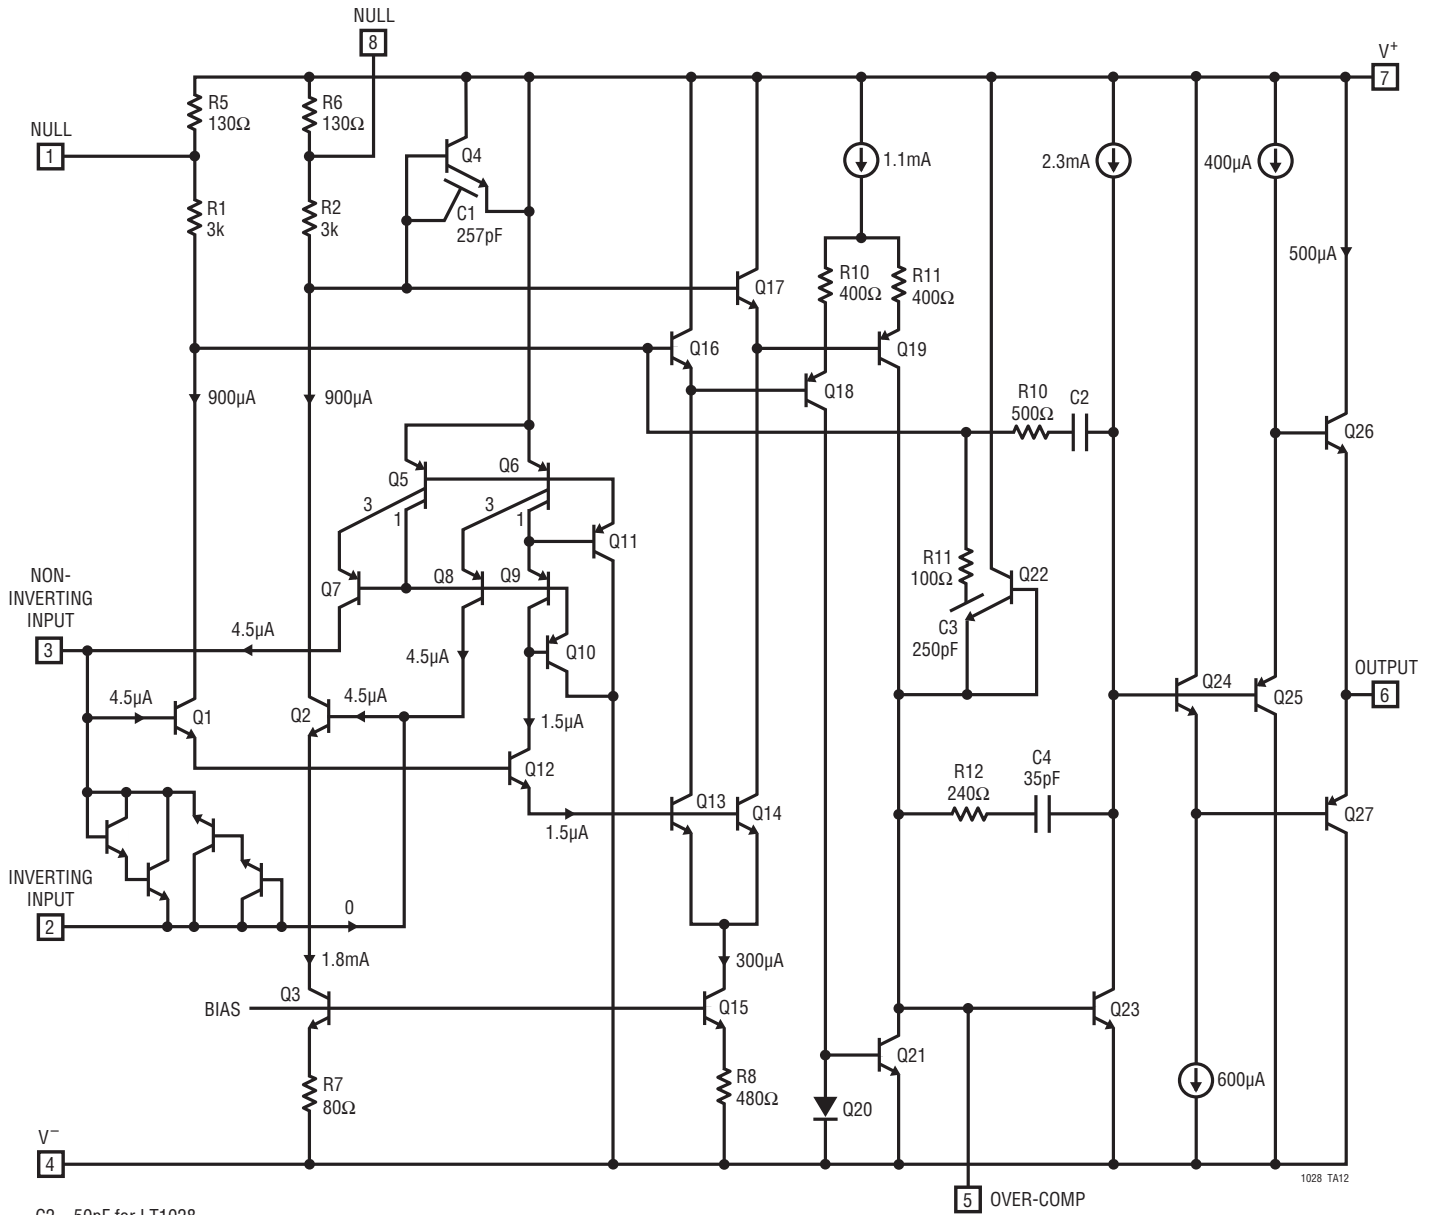 NULL
8
V+
7
R5
130Ω
R6
130Ω
NULL
1
Q4
1.1mA
2.3mA
400µA
R1
3k
R2
3k
C1
257pF
500µA
R10
400Ω
R11
400Ω
Q17
Q16
Q19
Q18
900µA
900µA
R10
500Ω
C2
Q26
Q5
Q6
3
1
3
1
Q11
R11
100Ω
Q22
NON-
INVERTING
INPUT
3
Q7
Q8
Q9
4.5µA
4.5µA
Q10
C3
250pF
OUTPUT
6
4.5µA
Q1
Q2
4.5µA
1.5µA
Q24
Q25
Q12
R12
240Ω
C4
35pF
1.5µA
Q13
Q14
Q27
INVERTING
INPUT
2
0
1.8mA
300µA
BIAS
Q3
Q15
Q23
Q21
R7
80Ω
R8
480Ω
Q20
600µA
V−
4
1028 TA12
5
OVER-COMP